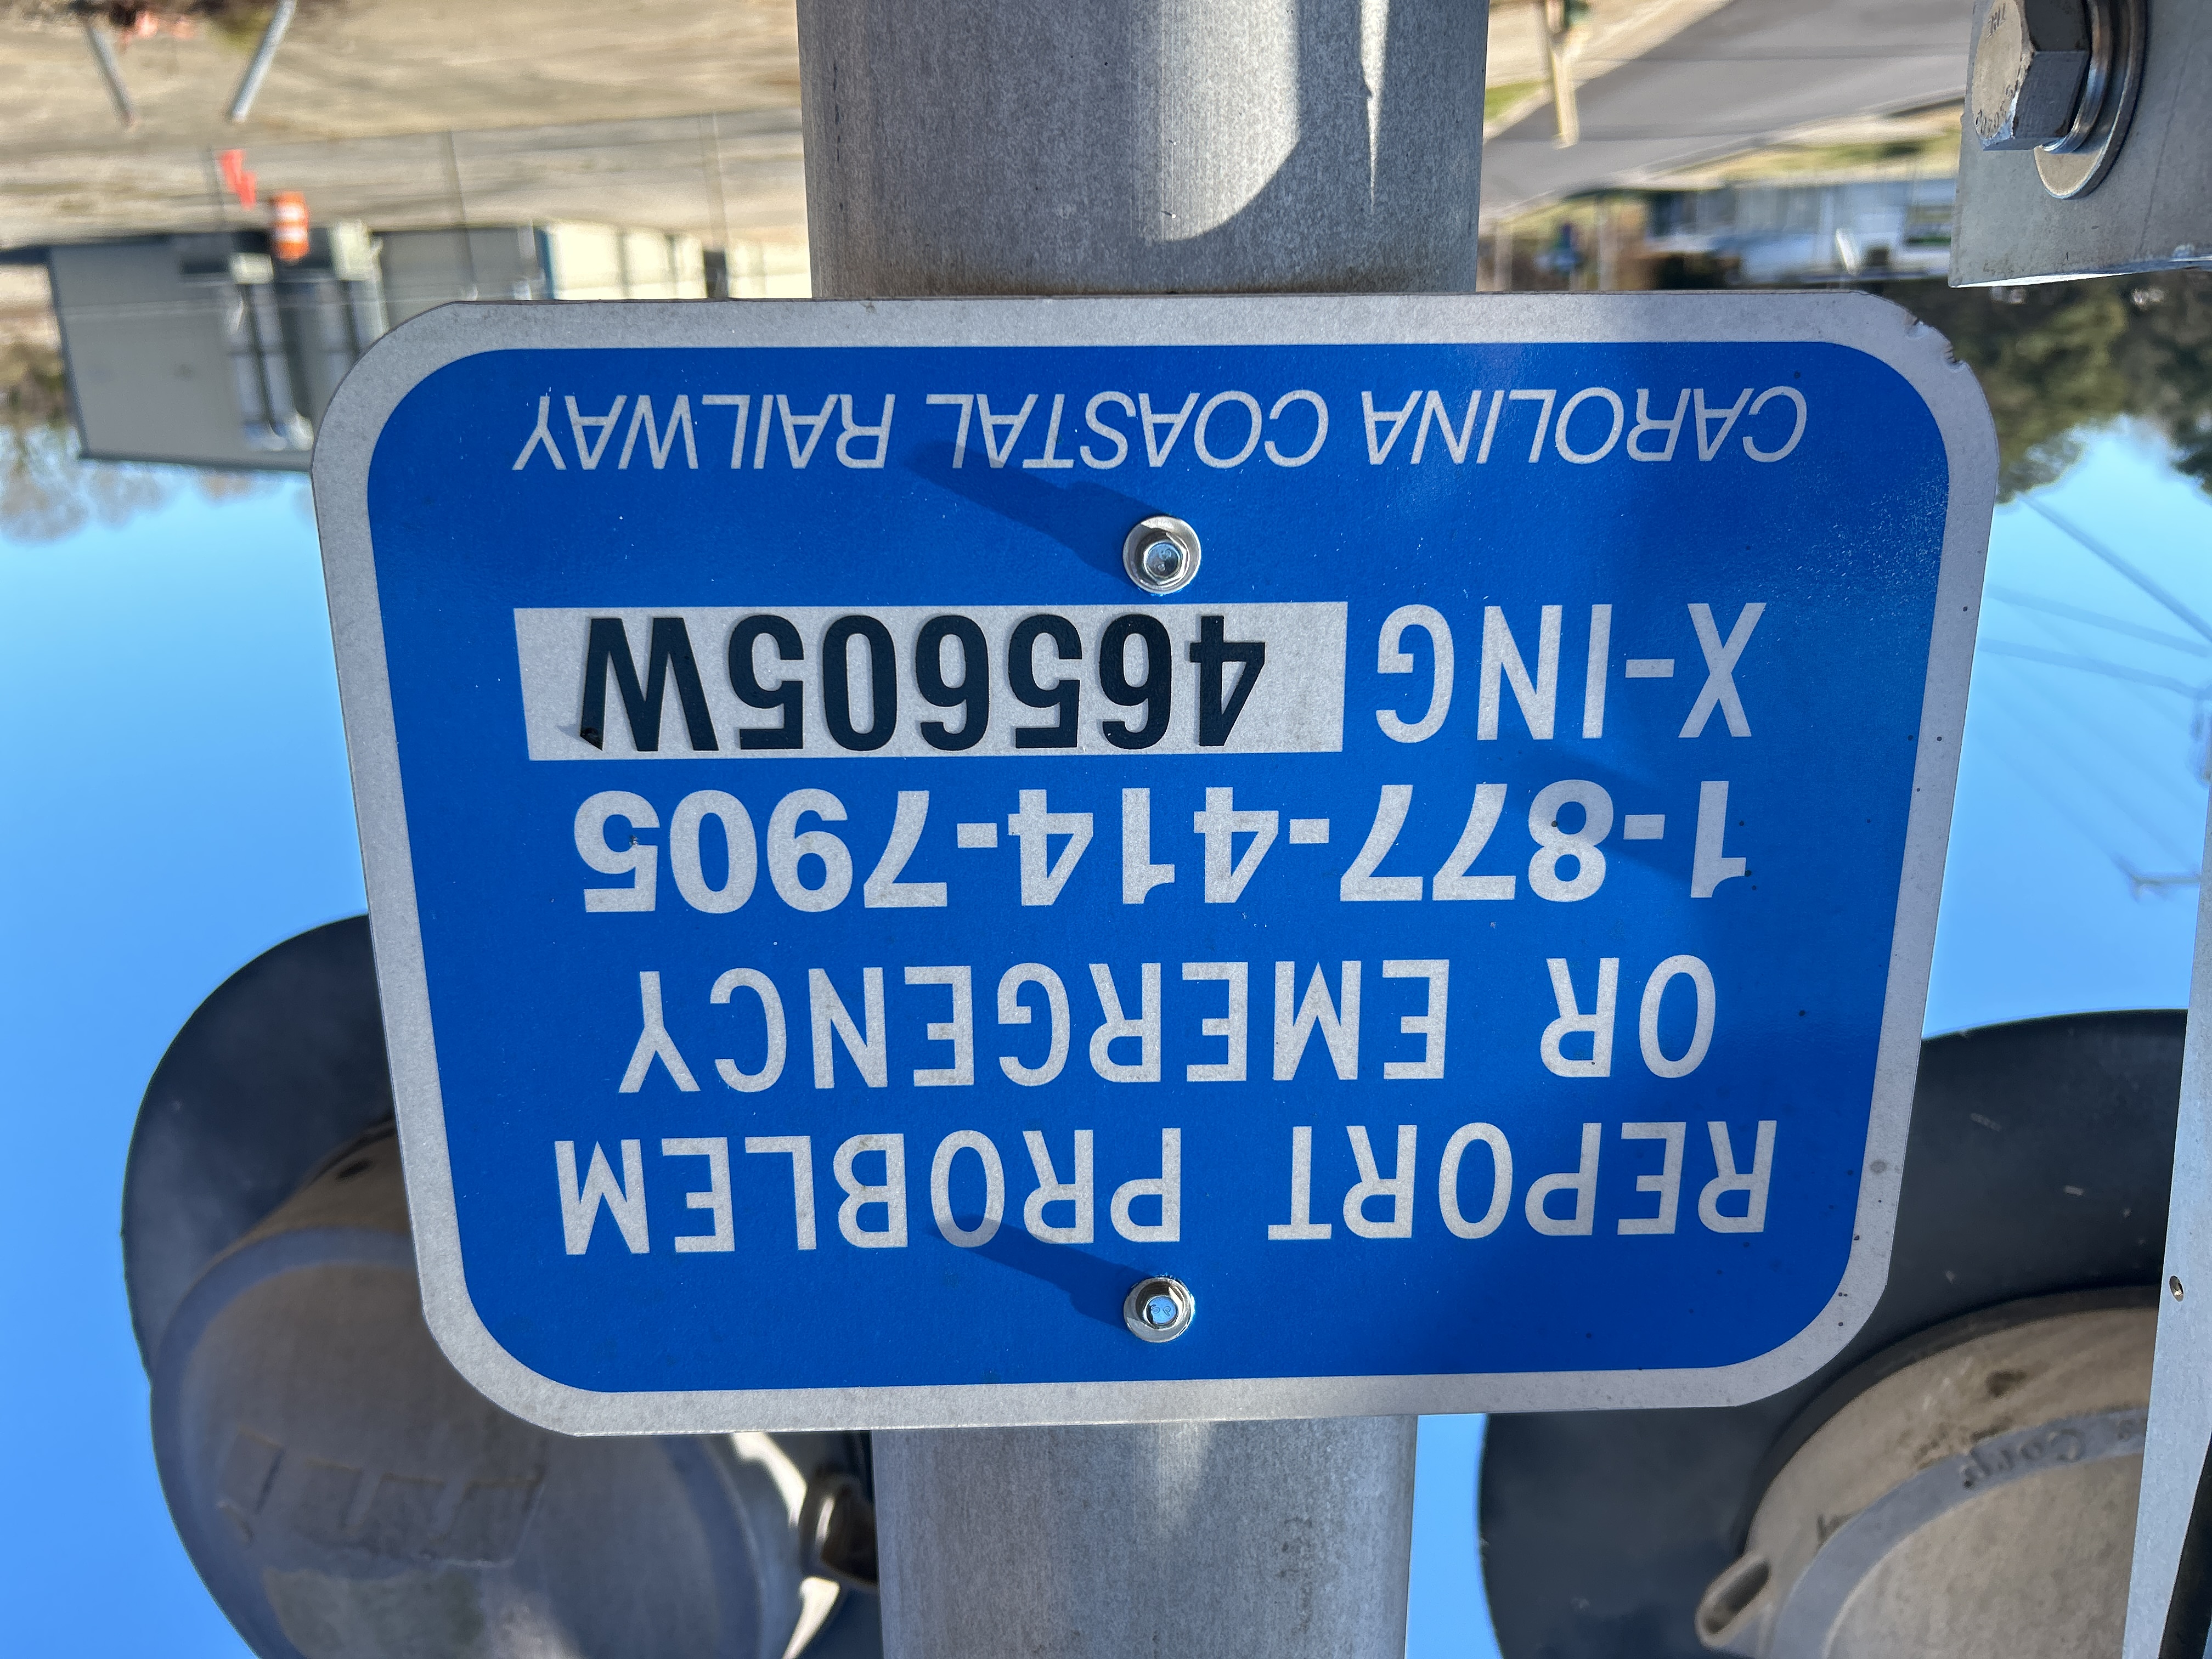 REPORT PROBLEM
OR EMERGENCY
1-877-414-7905
X-ING 465605W
CAROLINA COASTAL RAILWAY